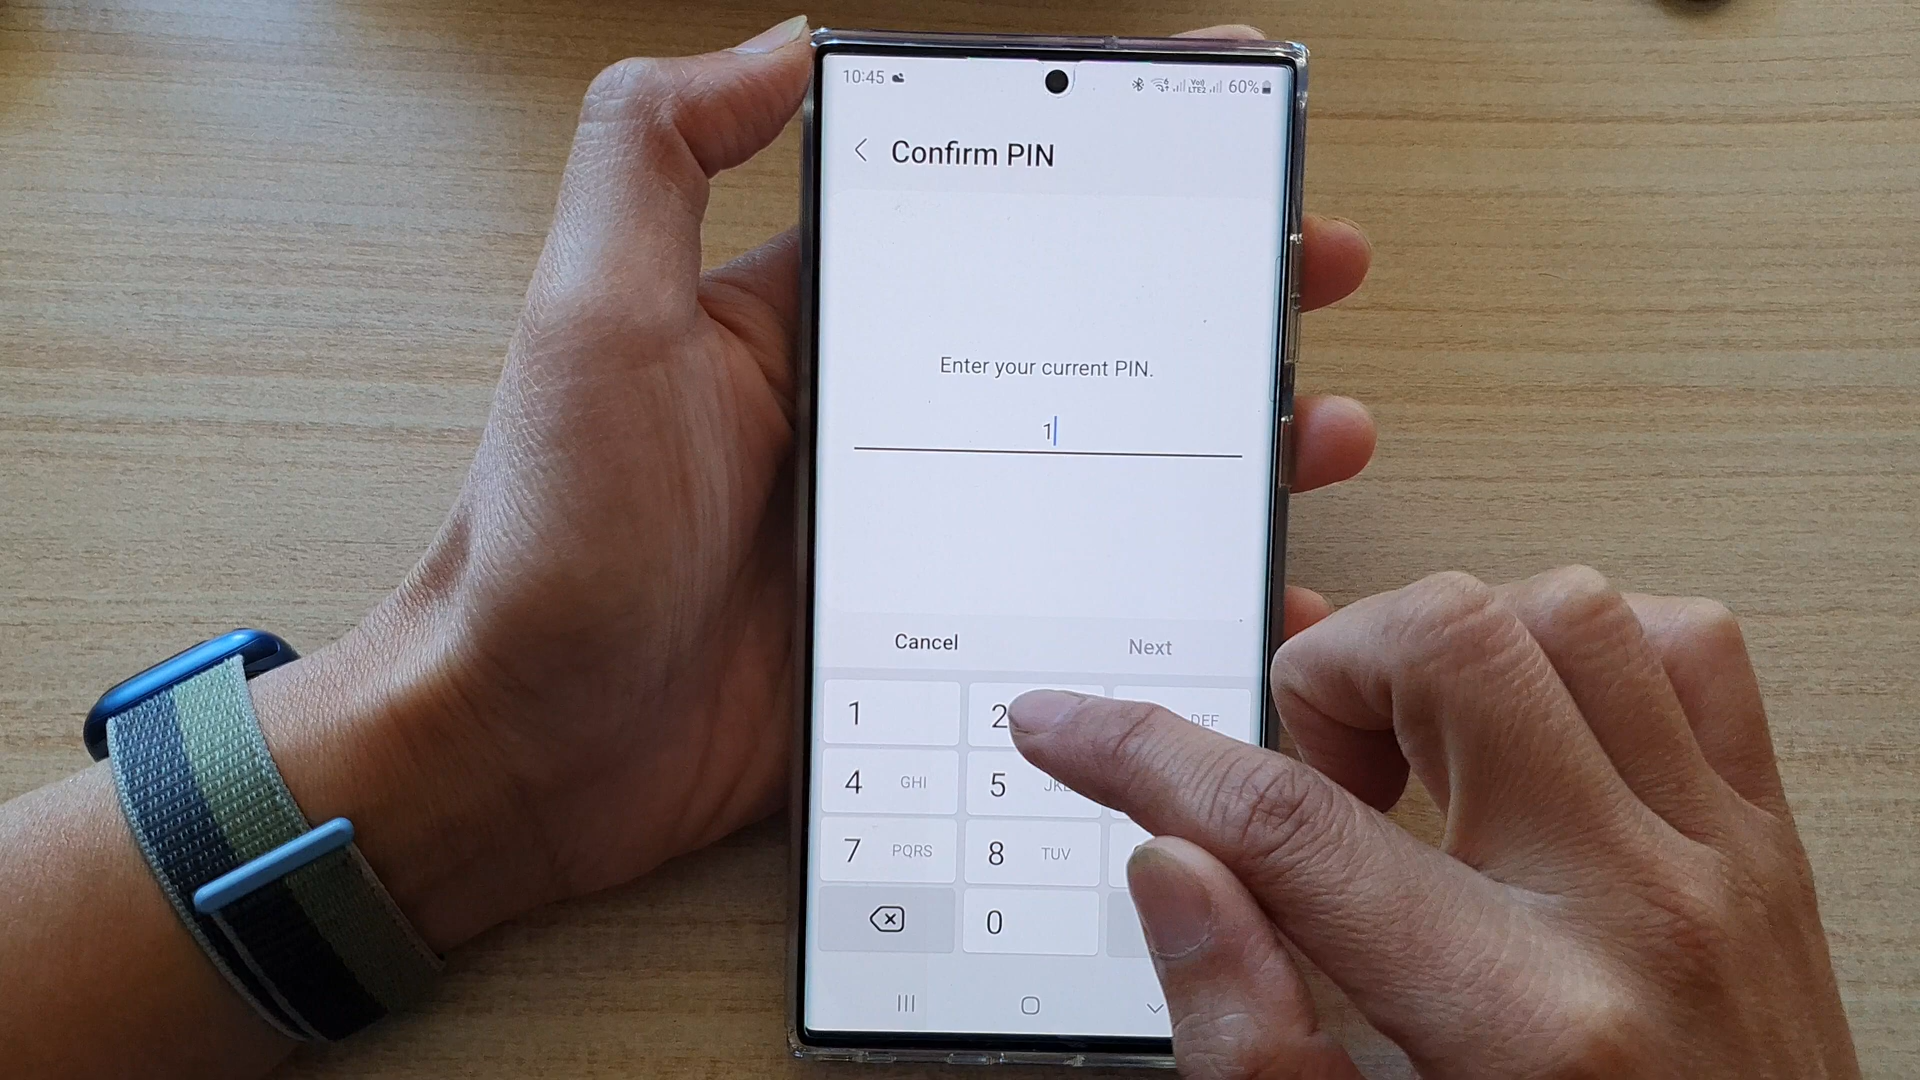 10:45 60%
VoLTE2
Confirm PIN
Enter your current PIN.
1
Cancel Next
1 2 DEF
4 GHI 5 JKL
7 PQRS 8 TUV
0